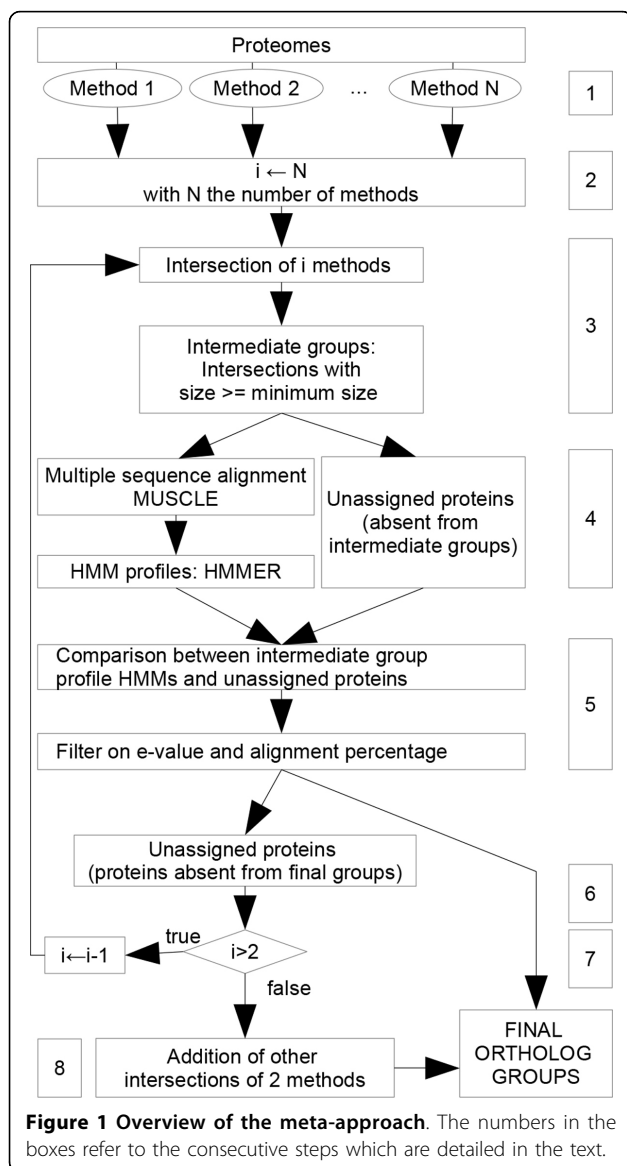 Proteomes
Method 1
Method 2
...
Method N
1
i ← N
with N the number of methods
2
Intersection of i methods
3
Intermediate groups:
Intersections with
size >= minimum size
Multiple sequence alignment
MUSCLE
Unassigned proteins
(absent from
intermediate groups)
4
HMM profiles: HMMER
Comparison between intermediate group
profile HMMs and unassigned proteins
5
Filter on e-value and alignment percentage
Unassigned proteins
(proteins absent from final groups)
6
i←i-1
true
i>2
7
false
8
Addition of other
intersections of 2 methods
FINAL
ORTHOLOG
GROUPS
Figure 1 Overview of the meta-approach. The numbers in the
boxes refer to the consecutive steps which are detailed in the text.